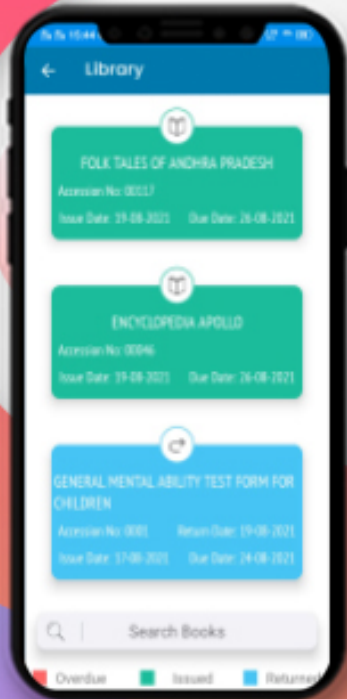 15:44
Library
FOLK TALES OF ANDHRA PRADESH
Accession No: 00117
Issue Date: 19-08-2021 Due Date: 26-08-2021
ENCYCLOPEDIA APOLLO
Accession No: 00046
Issue Date: 19-08-2021 Due Date: 26-08-2021
GENERAL MENTAL ABILITY TEST FORM FOR
CHILDREN
Accession No: 0001 Return Date: 19-08-2021
Issue Date: 17-08-2021 Due Date: 24-08-2021
Search Books
Overdue Issued Returned